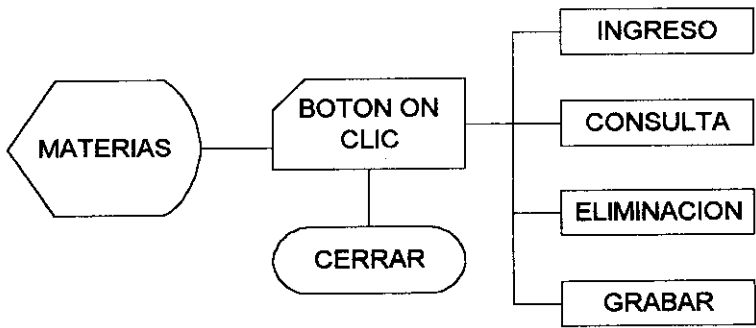 MATERIAS
BOTON ON
CLIC
CERRAR
INGRESO
CONSULTA
ELIMINACION
GRABAR